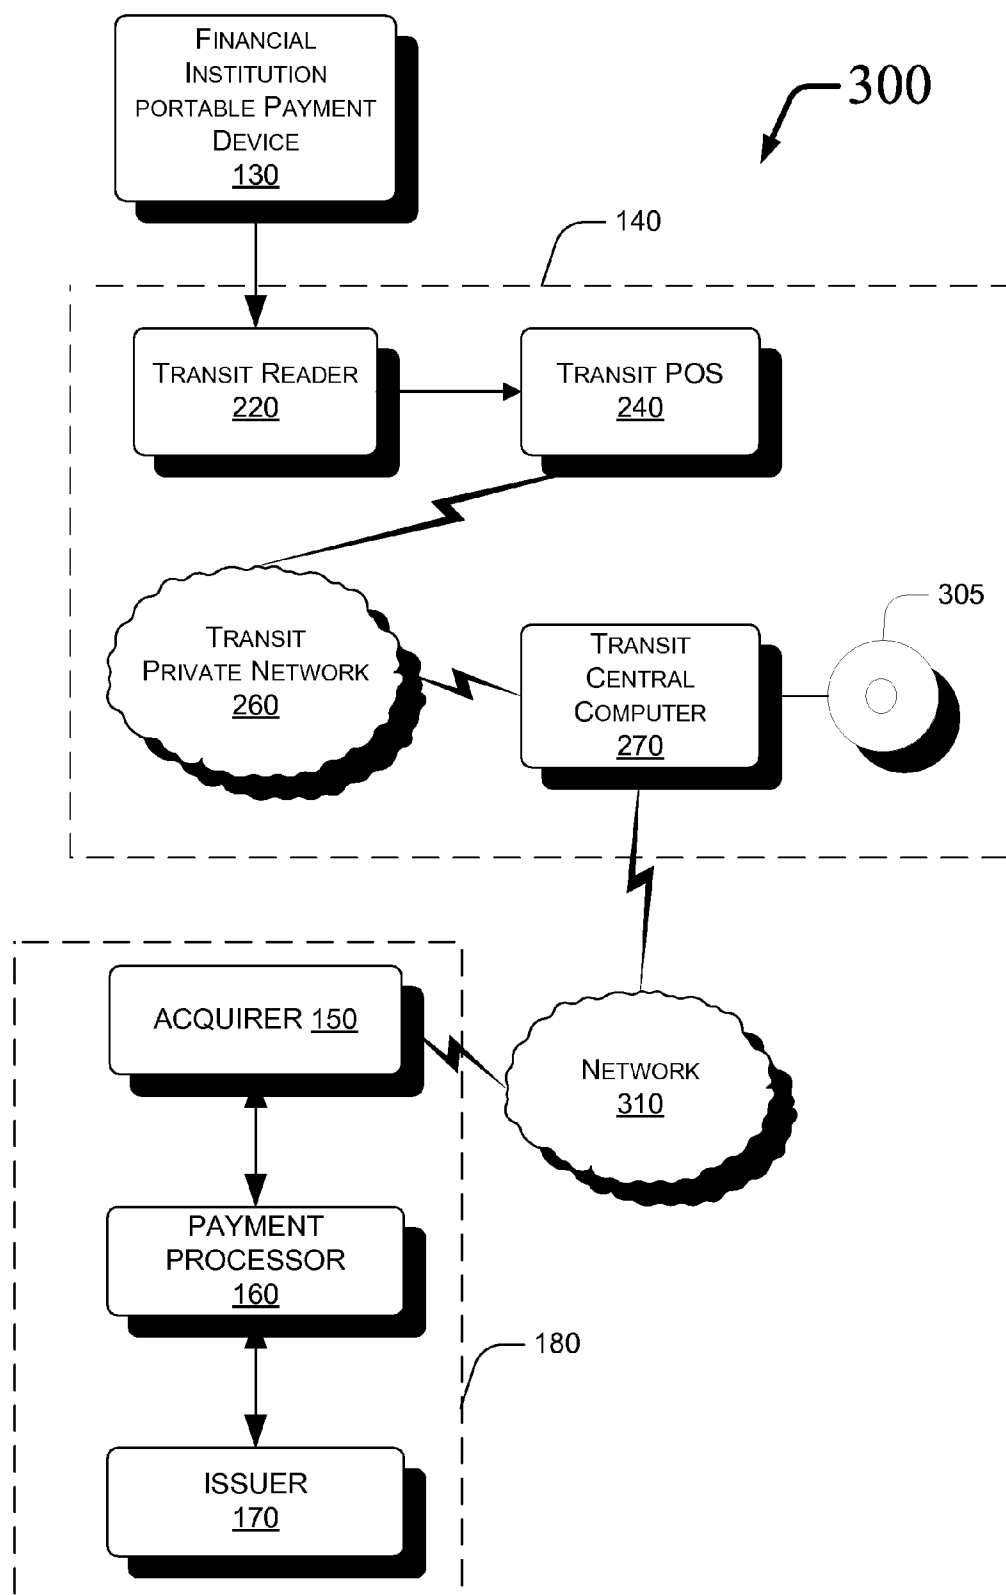 FINANCIAL
INSTITUTION
PORTABLE PAYMENT
DEVICE
130
300
140
TRANSIT READER
220
TRANSIT POS
240
305
TRANSIT
PRIVATE NETWORK
260
TRANSIT
CENTRAL
COMPUTER
270
ACQUIRER 150
NETWORK
310
PAYMENT
PROCESSOR
160
180
ISSUER
170